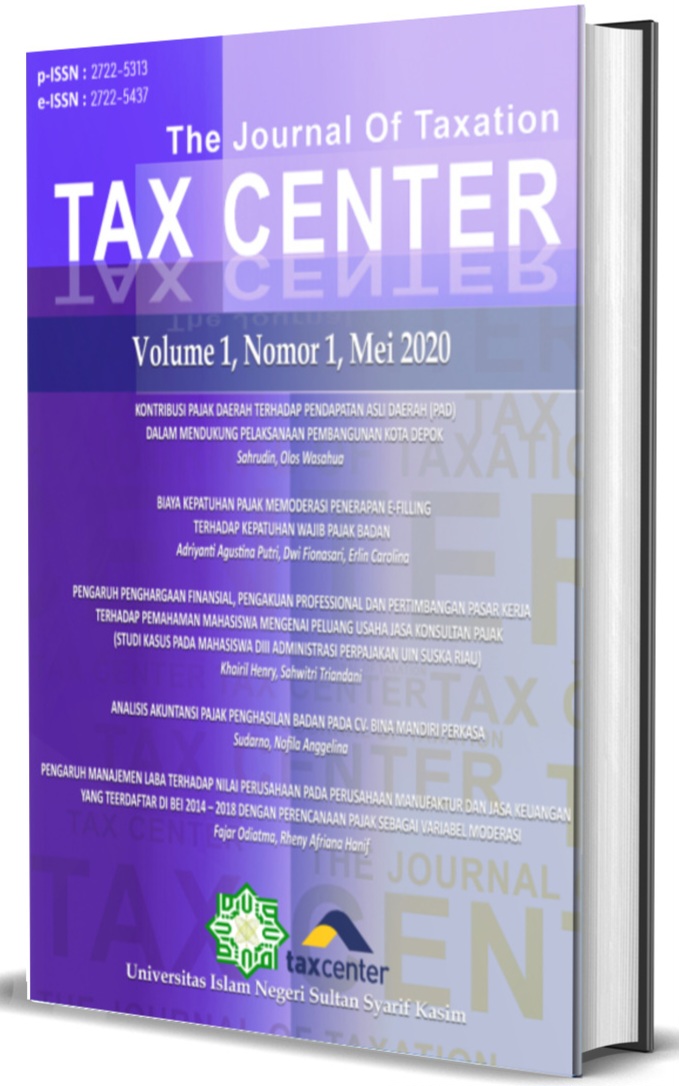 p-ISSN : 2722-5313
e-ISSN : 2722-5437
The Journal Of Taxation
TAX CENTER
Volume 1, Nomor 1, Mei 2020
KONTRIBUSI PAJAK DAERAH TERHADAP PENDAPATAN ASLI DAERAH (PAD)
DALAM MENDUKUNG PELAKSANAAN PEMBANGUNAN KOTA DEPOK
Sahrudin, Olos Wasahua
BIAYA KEPATUHAN PAJAK MEMODERASI PENERAPAN E-FILLING
TERHADAP KEPATUHAN WAJIB PAJAK BADAN
Adriyanti Agustina Putri, Dwi Fionasari, Erlin Carolina
PENGARUH PENGHARGAAN FINANSIAL, PENGAKUAN PROFESSIONAL DAN PERTIMBANGAN PASAR KERJA
TERHADAP PEMAHAMAN MAHASISWA MENGENAI PELUANG USAHA JASA KONSULTAN PAJAK
(STUDI KASUS PADA MAHASISWA DIII ADMINISTRASI PERPAJAKAN UIN SUSKA RIAU)
Khairil Henry, Sahwitri Triandani
ANALISIS AKUNTANSI PAJAK PENGHASILAN BADAN PADA CV. BINA MANDIRI PERKASA
Sudarno, Nofila Anggelina
PENGARUH MANAJEMEN LABA TERHADAP NILAI PERUSAHAAN PADA PERUSAHAAN MANUFAKTUR DAN JASA KEUANGAN
YANG TEERDAFTAR DI BEI 2014 – 2018 DENGAN PERENCANAAN PAJAK SEBAGAI VARIABEL MODERASI
Fajar Odiatma, Rheny Afriana Hanif
taxcenter
Universitas Islam Negeri Sultan Syarif Kasim